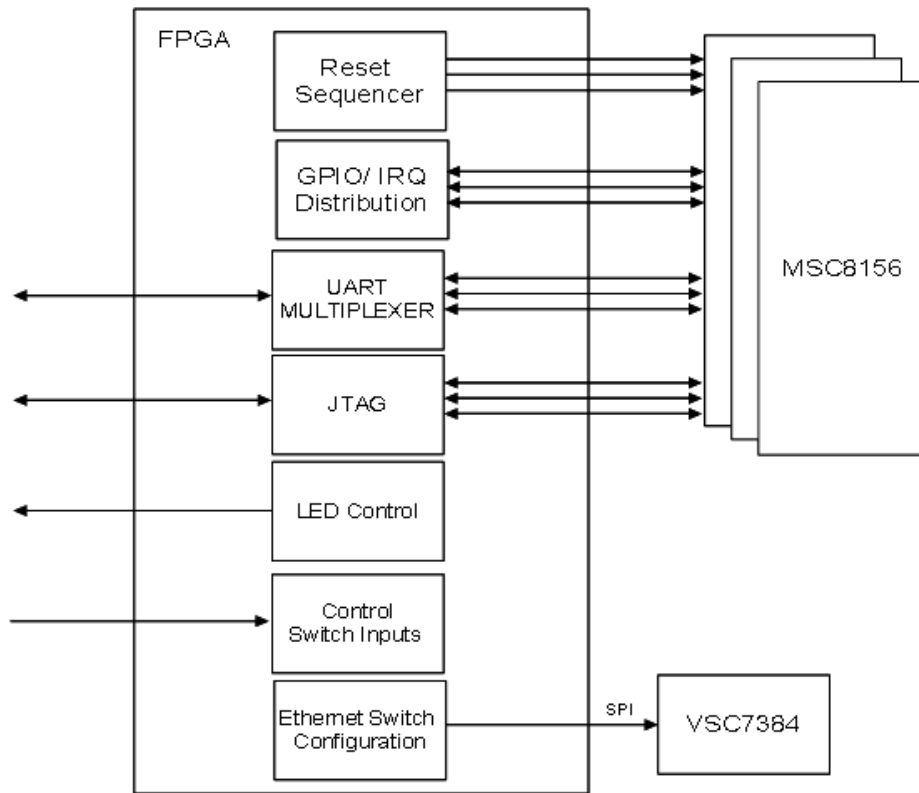 FPGA
Reset
Sequencer
GPIO/ IRQ
Distribution
UART
MULTIPLEXER
JTAG
LED Control
Control
Switch Inputs
Ethernet Switch
Configuration
MSC8156
SPI
VSC7384